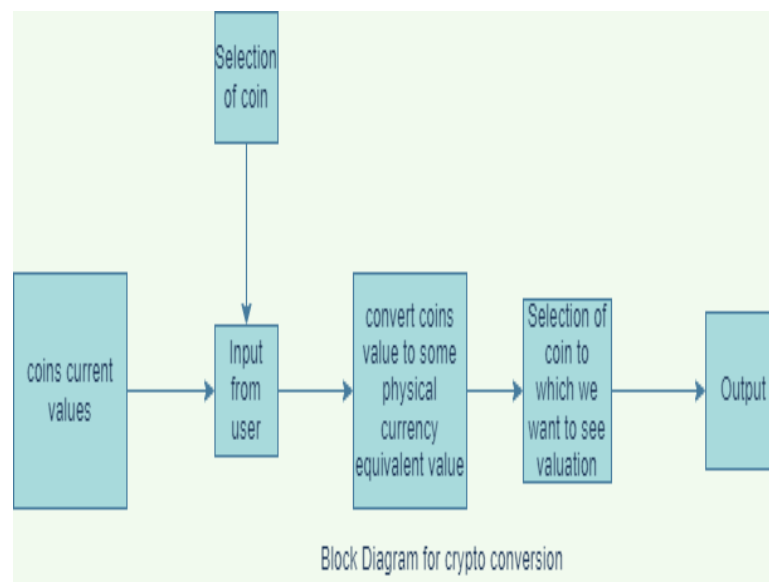 Selection
of coin
coins current
values
Input
from
user
convert coins
value to some
physical
currency
equivalent value
Selection of
coin to
which we
want to see
valuation
Output
Block Diagram for crypto conversion